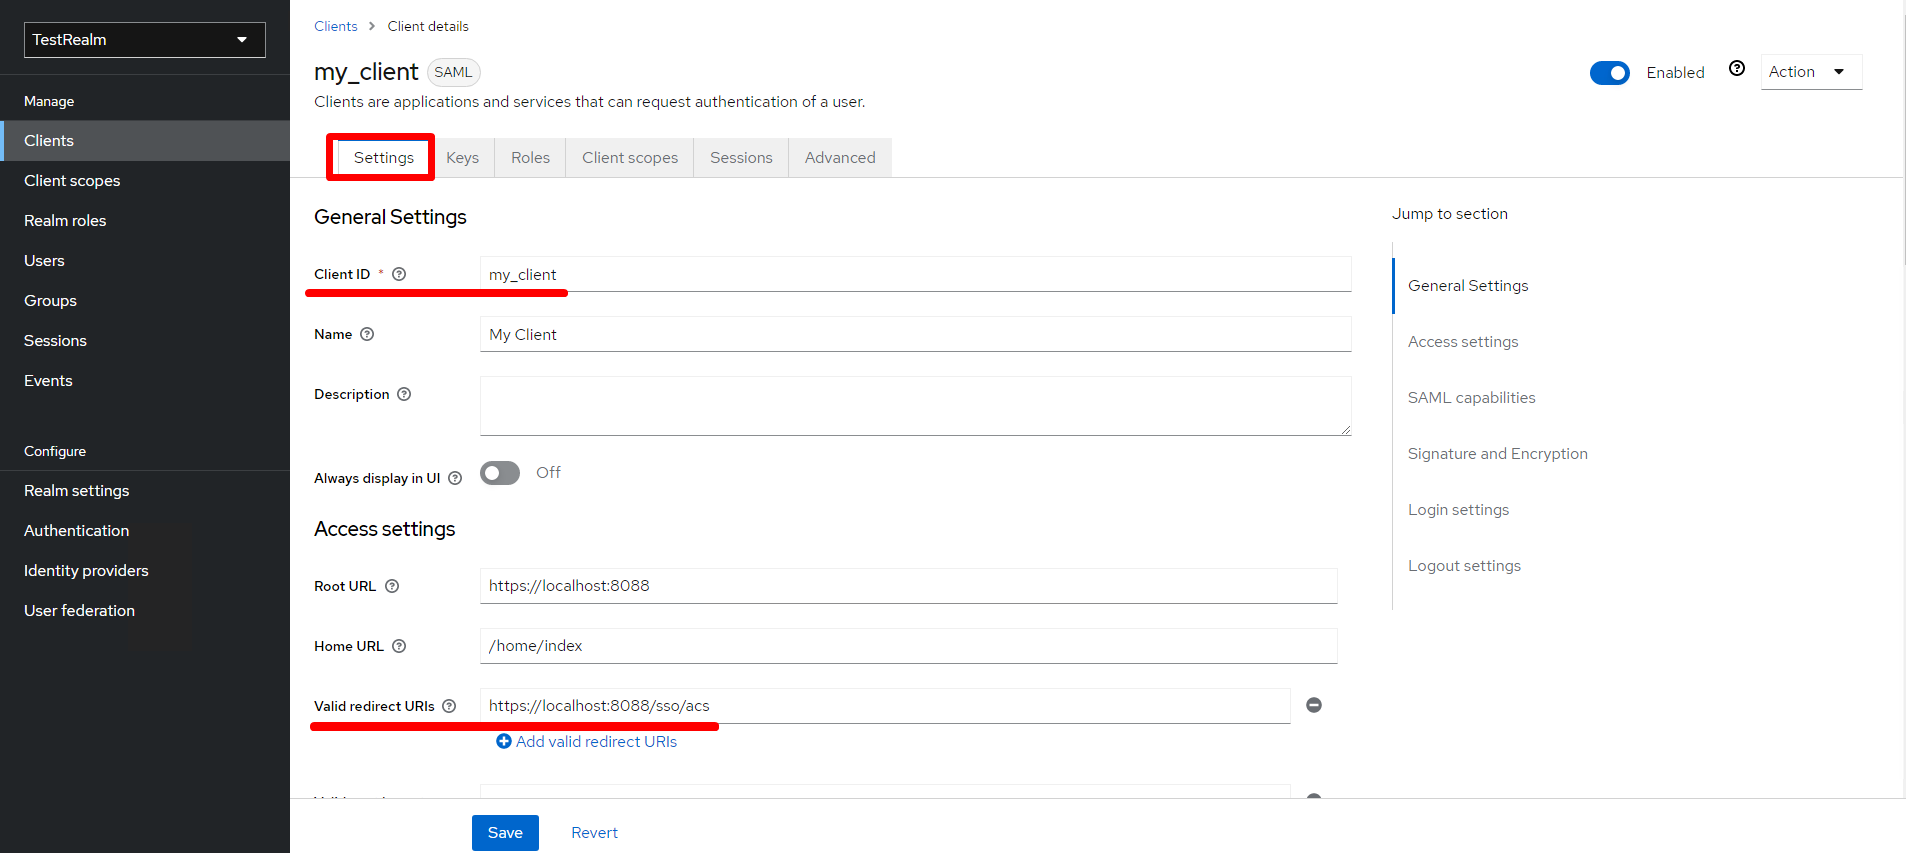 TestRealm
Manage
Clients
Client scopes
Realm roles
Users
Groups
Sessions
Events
Configure
Realm settings
Authentication
Identity providers
User federation
Clients > Client details
my_client SAML
Enabled
Action
Clients are applications and services that can request authentication of a user.
Settings Keys Roles Client scopes Sessions Advanced
General Settings
Client ID * my_client
Name My Client
Description
Always display in UI Off
Access settings
Root URL https://localhost:8088
Home URL /home/index
Valid redirect URIs https://localhost:8088/sso/acs
Add valid redirect URIs
Save Revert
Jump to section
General Settings
Access settings
SAML capabilities
Signature and Encryption
Login settings
Logout settings